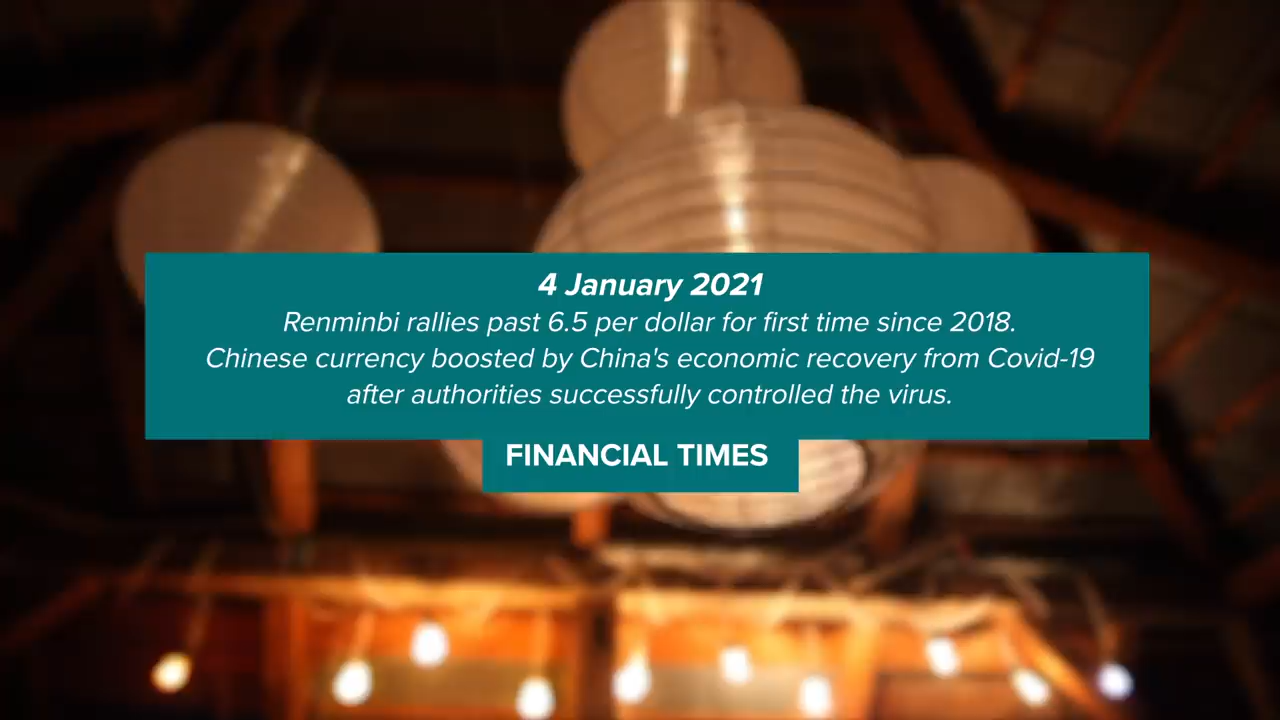 4 January 2021
Renminbi rallies past 6.5 per dollar for first time since 2018.
Chinese currency boosted by China's economic recovery from Covid-19
after authorities successfully controlled the virus.
FINANCIAL TIMES